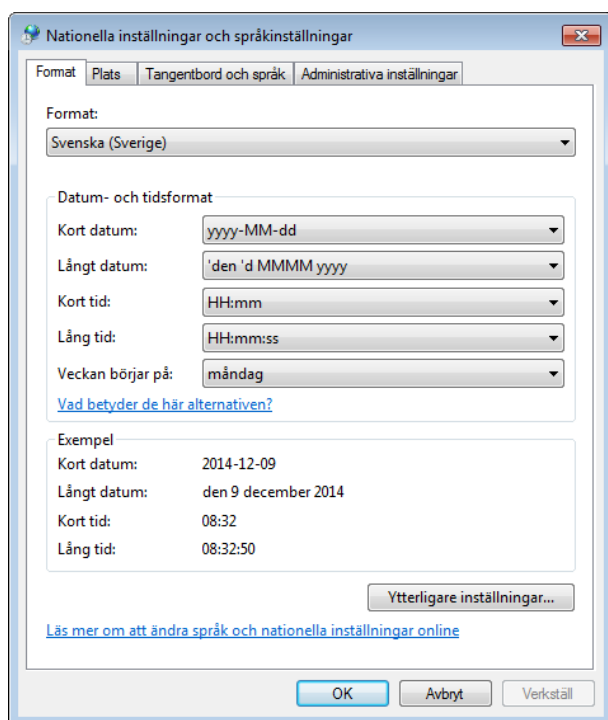 Nationella inställningar och språkinställningar
Format Plats Tangentbord och språk Administrativa inställningar
Format:
Svenska (Sverige)
Datum- och tidsformat
Kort datum: yyyy-MM-dd
Långt datum: 'den 'd MMMM yyyy
Kort tid: HH:mm
Lång tid: HH:mm:ss
Veckan börjar på: måndag
Vad betyder de här alternativen?
Exempel
Kort datum: 2014-12-09
Långt datum: den 9 december 2014
Kort tid: 08:32
Lång tid: 08:32:50
Ytterligare inställningar...
Läs mer om att ändra språk och nationella inställningar online
OK Avbryt Verkställ